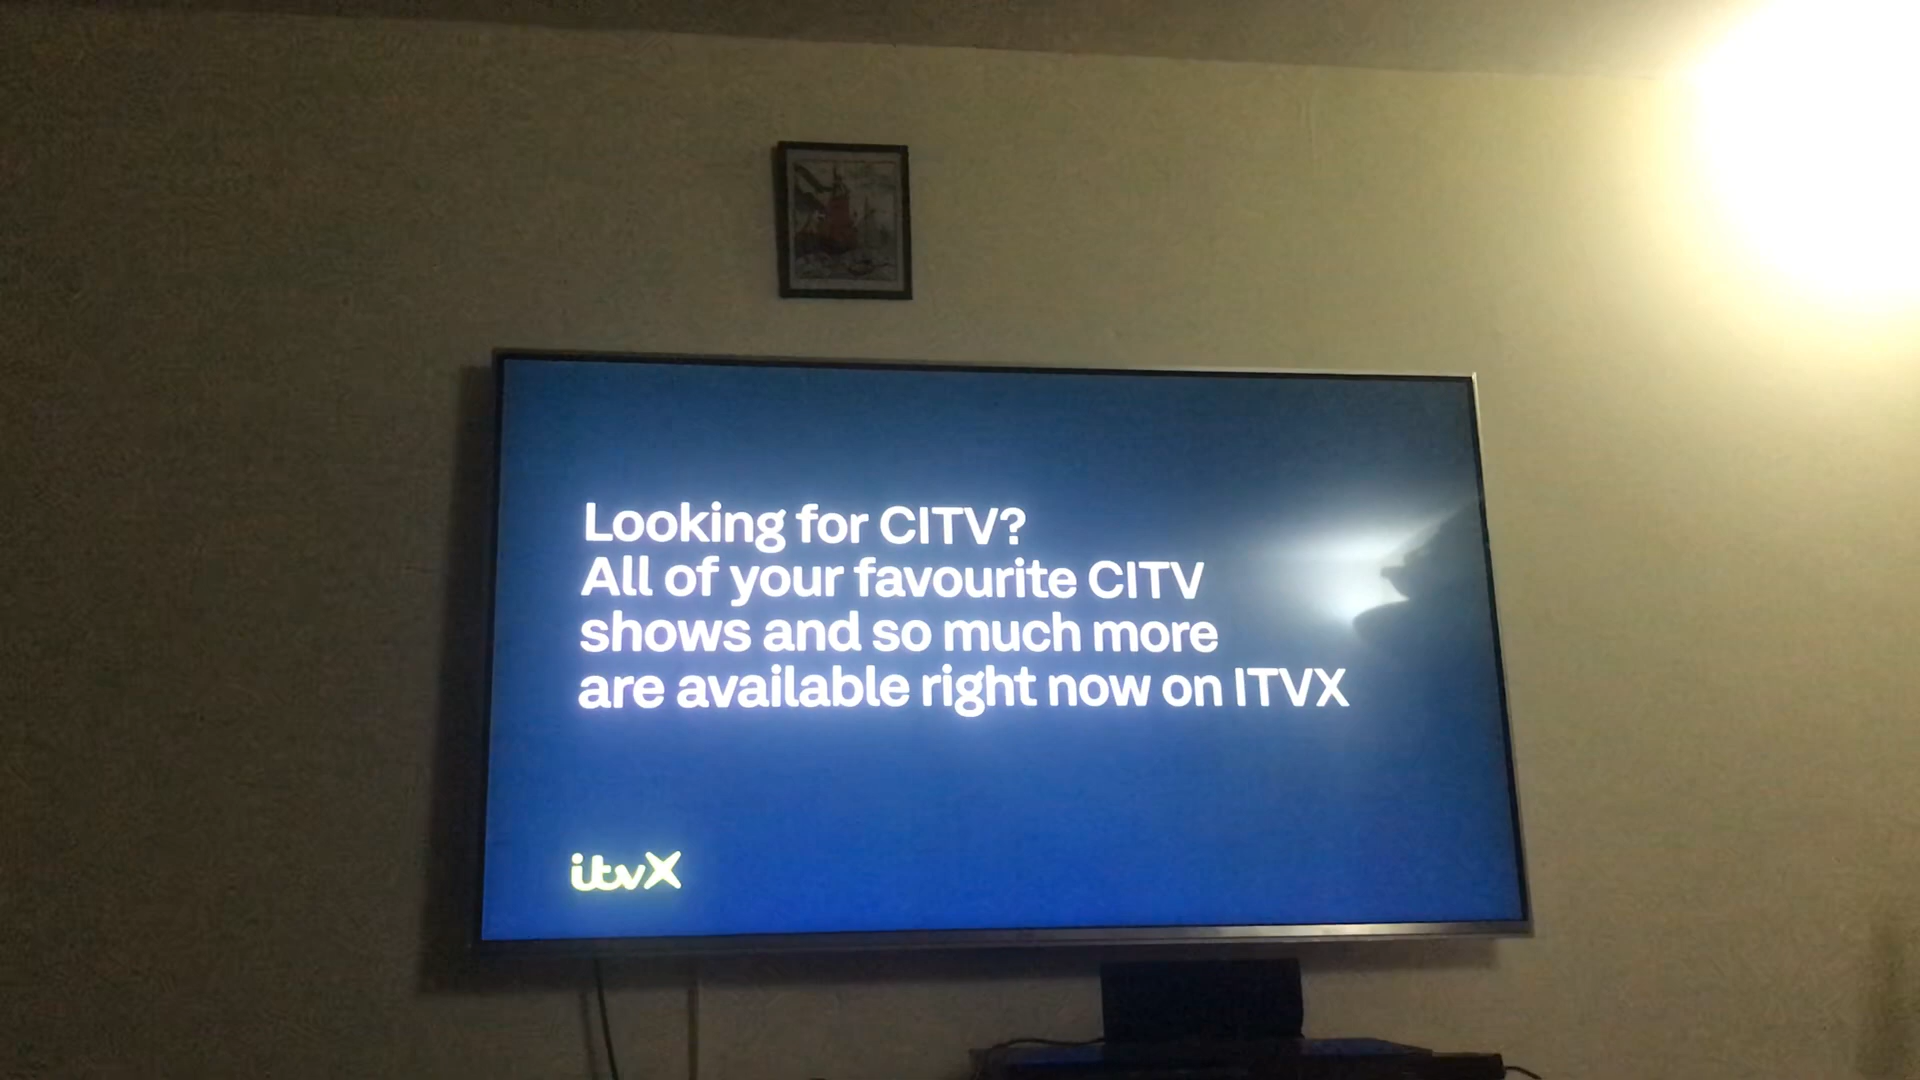 Looking for CITV?
All of your favourite CITV
shows and so much more
are available right now on ITVX
itvX